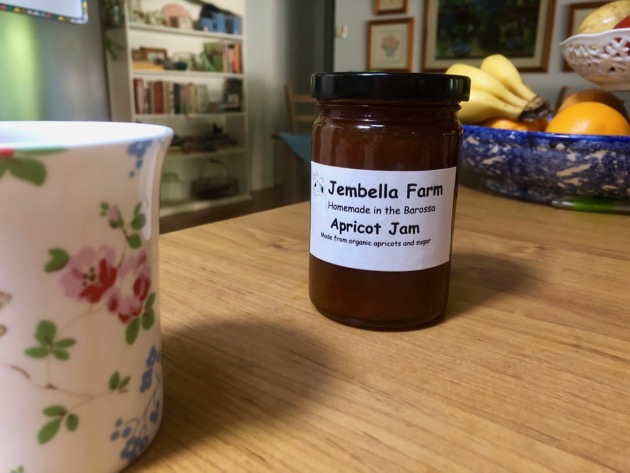 Jembella Farm
Homemade in the Barossa
Apricot Jam
Made from organic apricots and sugar